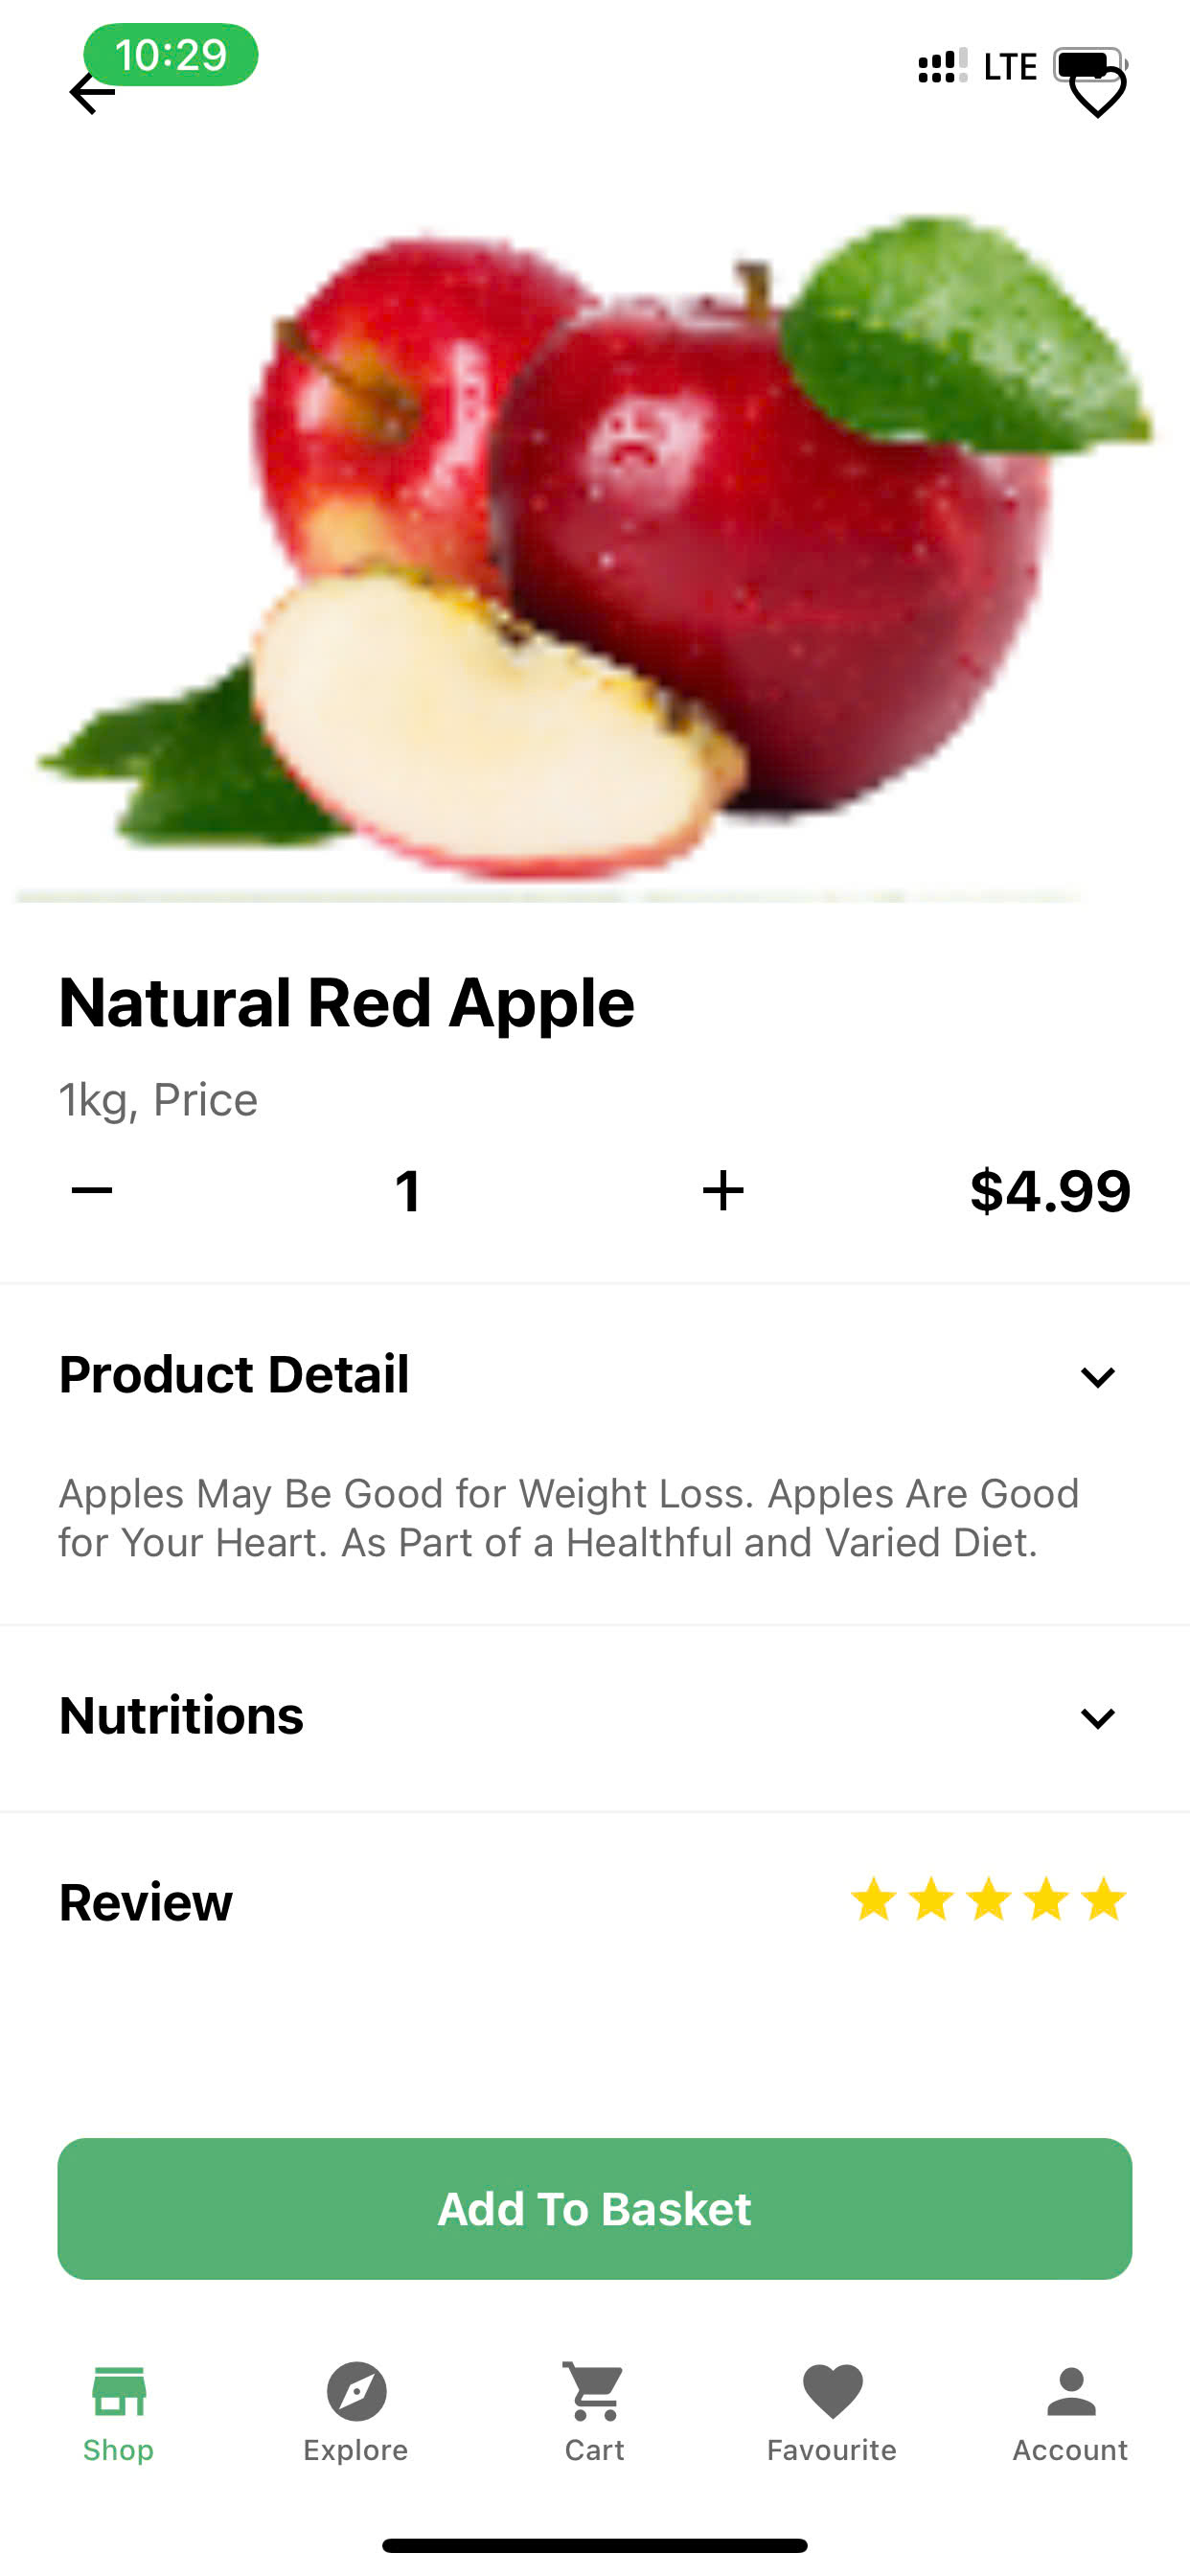 10:29
LTE
Natural Red Apple
1kg, Price
1
$4.99
Product Detail
Apples May Be Good for Weight Loss. Apples Are Good
for Your Heart. As Part of a Healthful and Varied Diet.
Nutritions
Review
Add To Basket
Shop
Explore
Cart
Favourite
Account